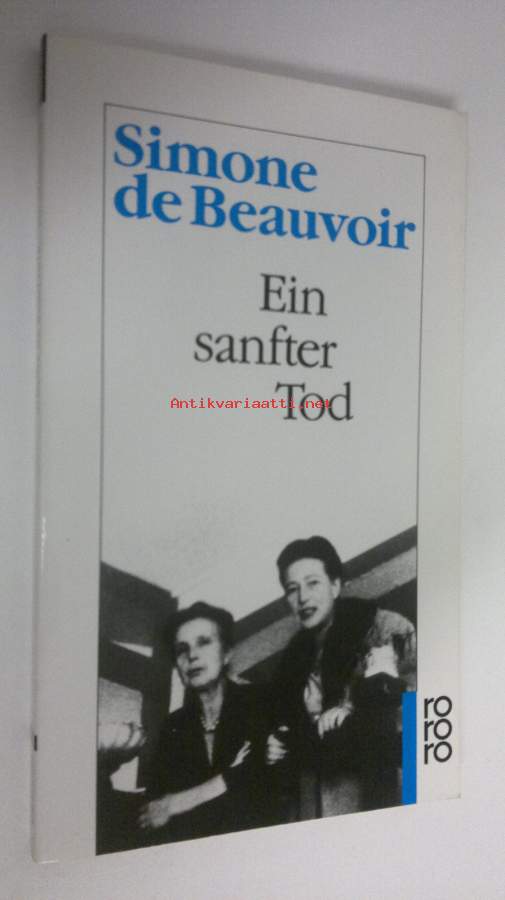 Simone
de Beauvoir
Ein
sanfter
Tod
Antikvariaatti.net
ro
ro
ro